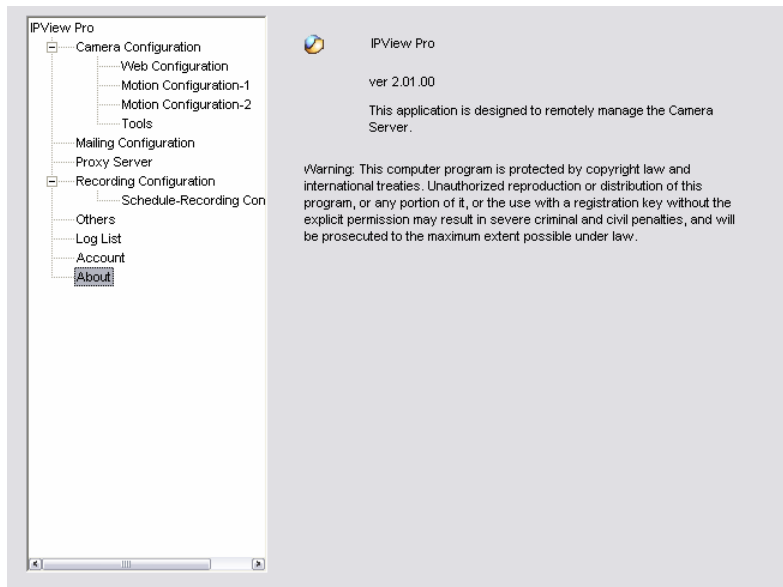 IPView Pro
Camera Configuration
Web Configuration
Motion Configuration-1
Motion Configuration-2
Tools
Mailing Configuration
Proxy Server
Recording Configuration
Schedule-Recording Con
Others
Log List
Account
About
IPView Pro
ver 2.01.00
This application is designed to remotely manage the Camera
Server.
Warning: This computer program is protected by copyright law and
international treaties. Unauthorized reproduction or distribution of this
program, or any portion of it, or the use with a registration key without the
explicit permission may result in severe criminal and civil penalties, and will
be prosecuted to the maximum extent possible under law.